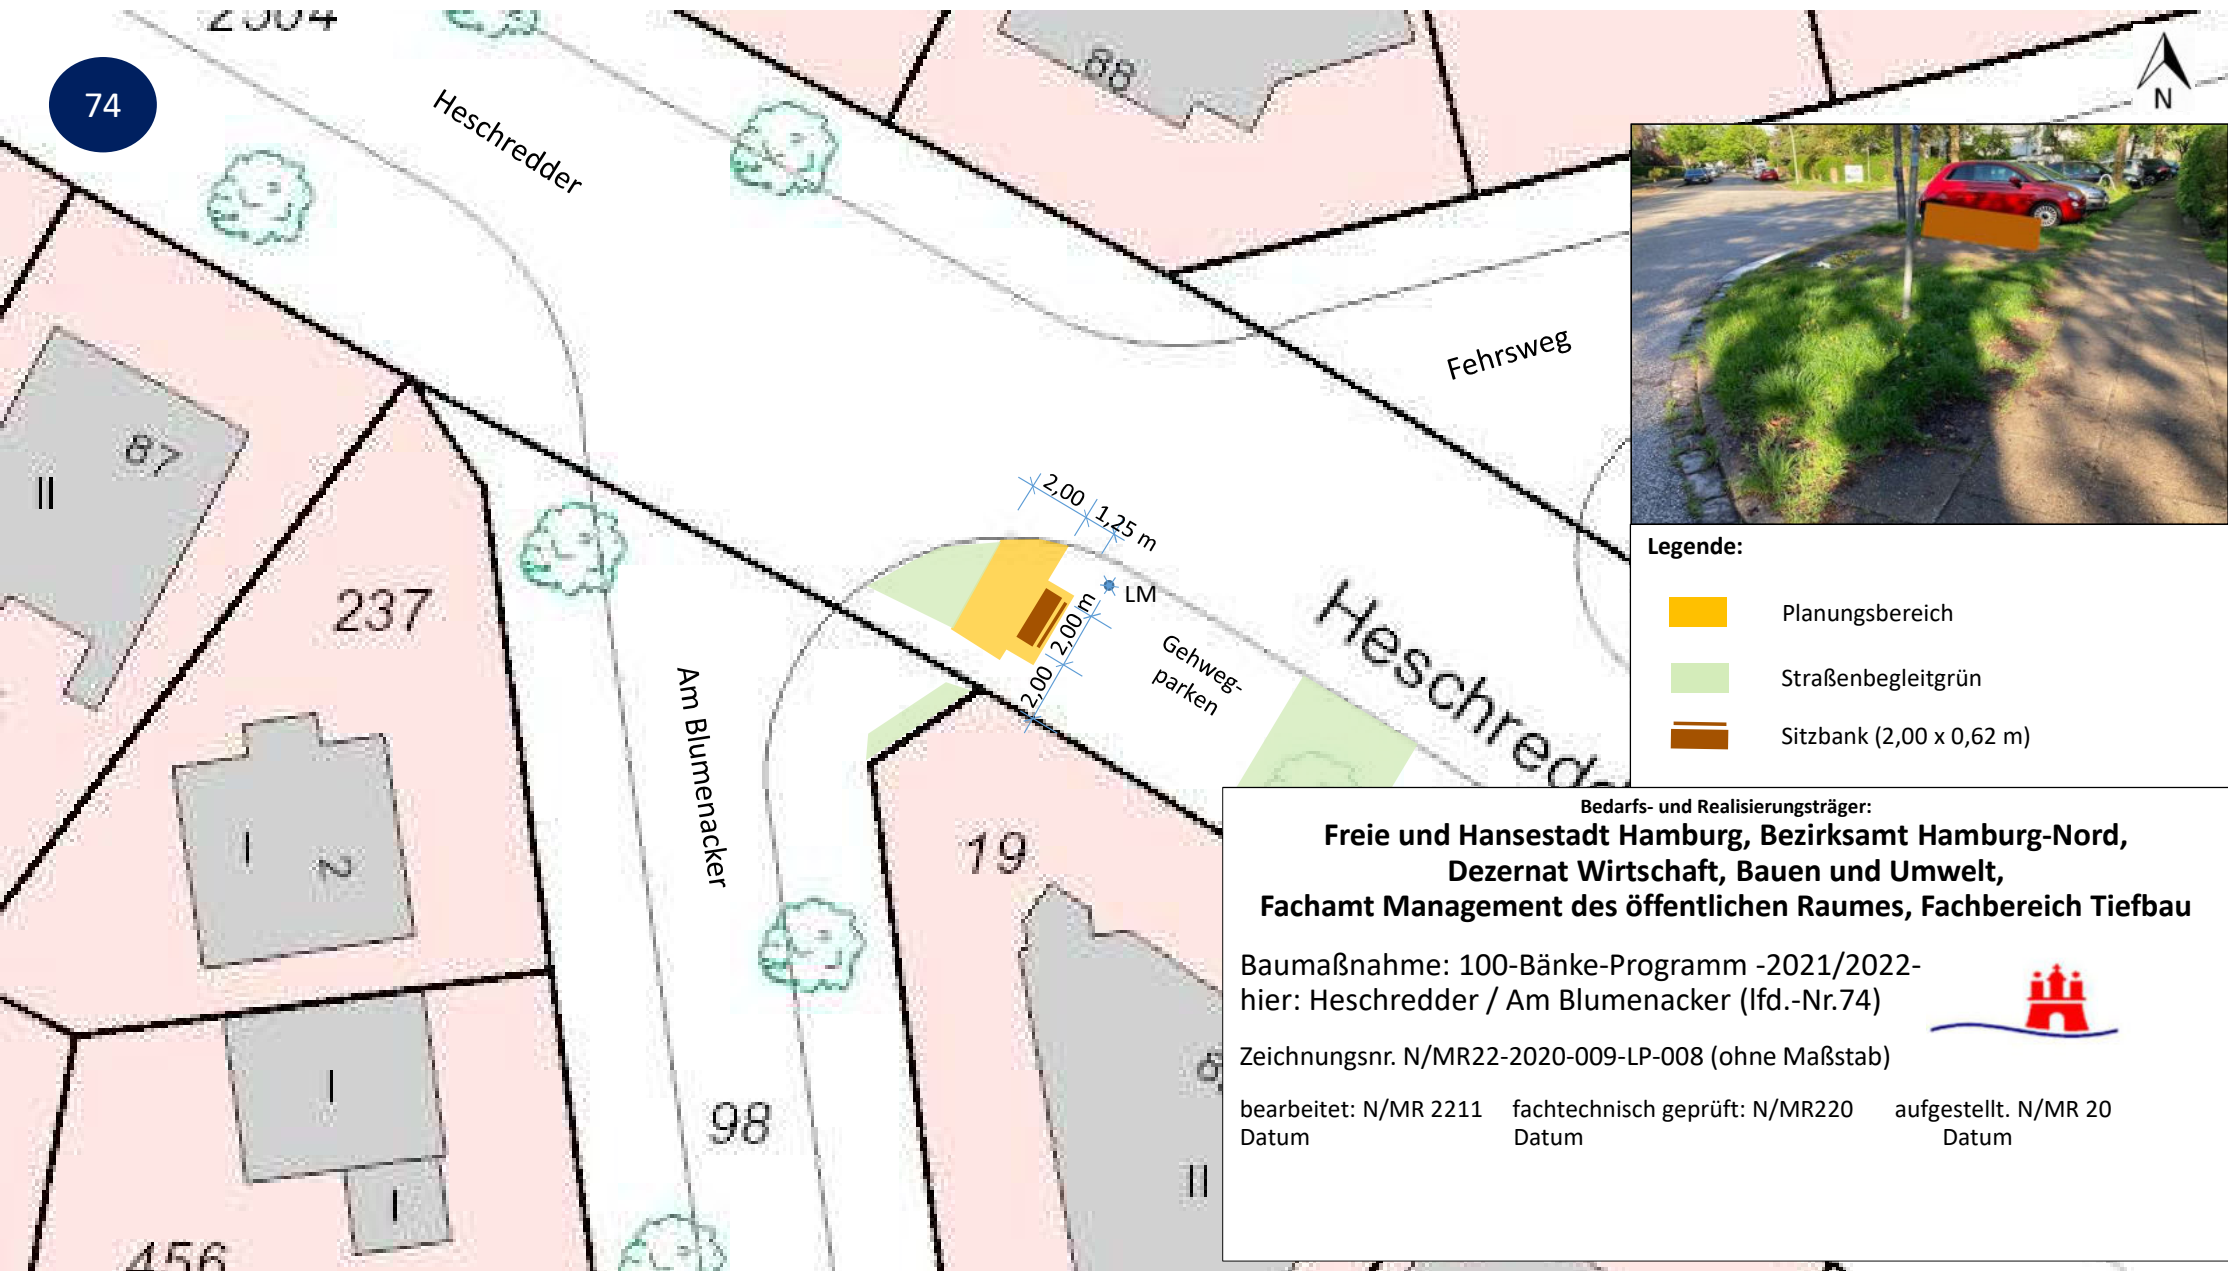 2504
74
Heschredder
88
N
87
II
237
Fehrsweg
2,00
1,25 m
LM
2,00 m
2,00
Gehweg-
parken
Am Blumenacker
I
2
19
I
98
II
I
456
Legende:
Planungsbereich
Straßenbegleitgrün
Sitzbank (2,00 x 0,62 m)
Bedarfs- und Realisierungsträger:
Freie und Hansestadt Hamburg, Bezirksamt Hamburg-Nord,
Dezernat Wirtschaft, Bauen und Umwelt,
Fachamt Management des öffentlichen Raumes, Fachbereich Tiefbau
Baumaßnahme: 100-Bänke-Programm -2021/2022-
hier: Heschredder / Am Blumenacker (lfd.-Nr.74)
Zeichnungsnr. N/MR22-2020-009-LP-008 (ohne Maßstab)
bearbeitet: N/MR 2211 fachtechnisch geprüft: N/MR220 aufgestellt. N/MR 20
Datum Datum Datum